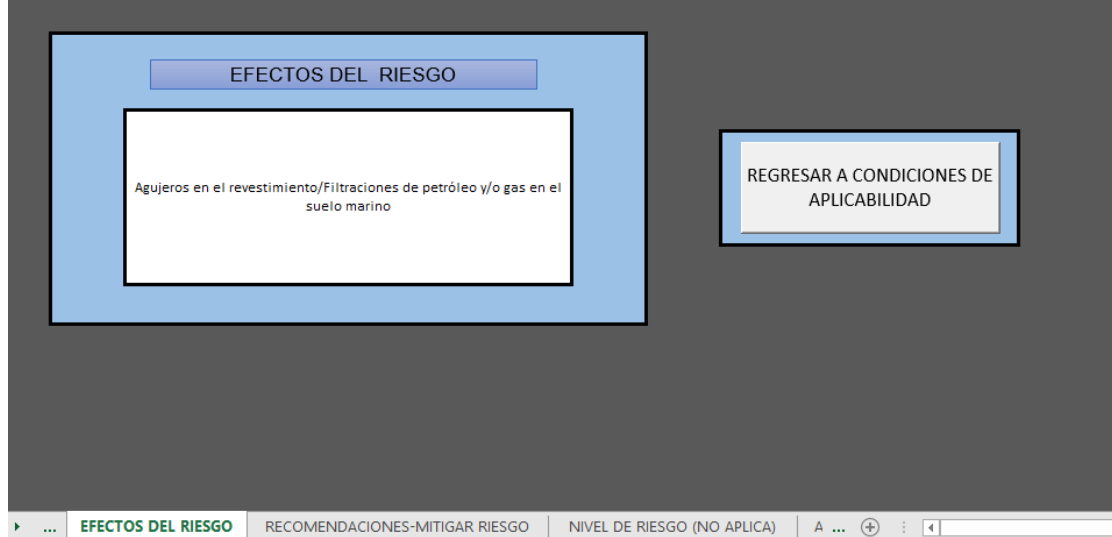 EFECTOS DEL RIESGO
Agujeros en el revestimiento/Filtraciones de petróleo y/o gas en el
suelo marino
REGRESAR A CONDICIONES DE
APLICABILIDAD
... EFECTOS DEL RIESGO RECOMENDACIONES-MITIGAR RIESGO NIVEL DE RIESGO (NO APLICA) A ...